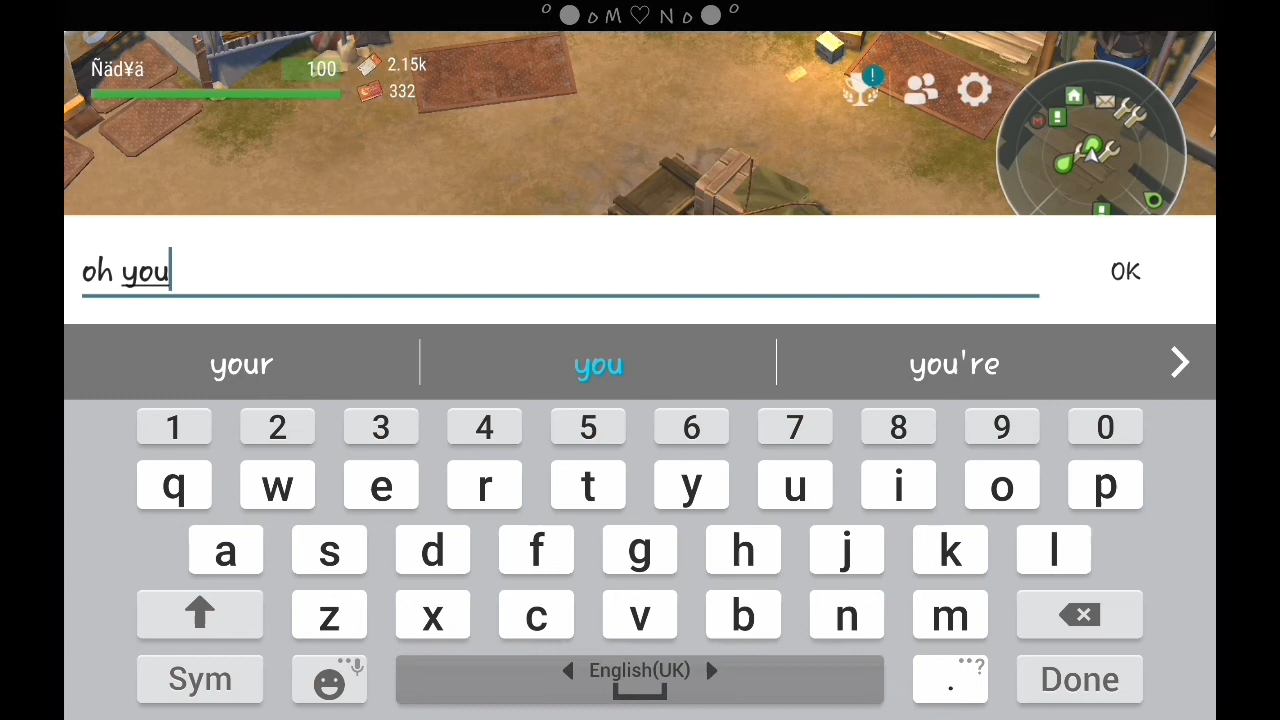 º ● o M ♡ N o ● º
Ñäd¥ä 100 2.15k
332
!
M
oh you OK
your you you're
1 2 3 4 5 6 7 8 9 0
q w e r t y u i o p
a s d f g h j k l
z x c v b n m
Sym English(UK) . ? Done